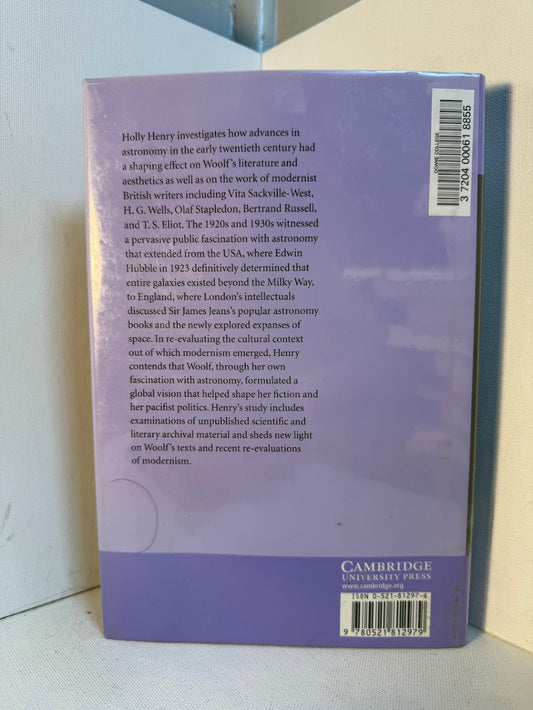 Holly Henry investigates how advances in
astronomy in the early twentieth century had
a shaping effect on Woolf's literature and
aesthetics as well as on the work of modernist
British writers including Vita Sackville-West,
H. G. Wells, Olaf Stapledon, Bertrand Russell,
and T. S. Eliot. The 1920s and 1930s witnessed
a pervasive public fascination with astronomy
that extended from the USA, where Edwin
Hubble in 1923 definitively determined that
entire galaxies existed beyond the Milky Way,
to England, where London's intellectuals
discussed Sir James Jeans's popular astronomy
books and the newly explored expanses of
space. In re-evaluating the cultural context
out of which modernism emerged, Henry
contends that Woolf, through her own
fascination with astronomy, formulated a
global vision that helped shape her fiction and
her pacifist politics. Henry's study includes
examinations of unpublished scientific and
literary archival material and sheds new light
on Woolf's texts and recent re-evaluations
of modernism.
DOANE COLLEGE
3 7204 00061 8855
CAMBRIDGE
UNIVERSITY PRESS
www.cambridge.org
ISBN 0-521-81297-6
9 780521 812979